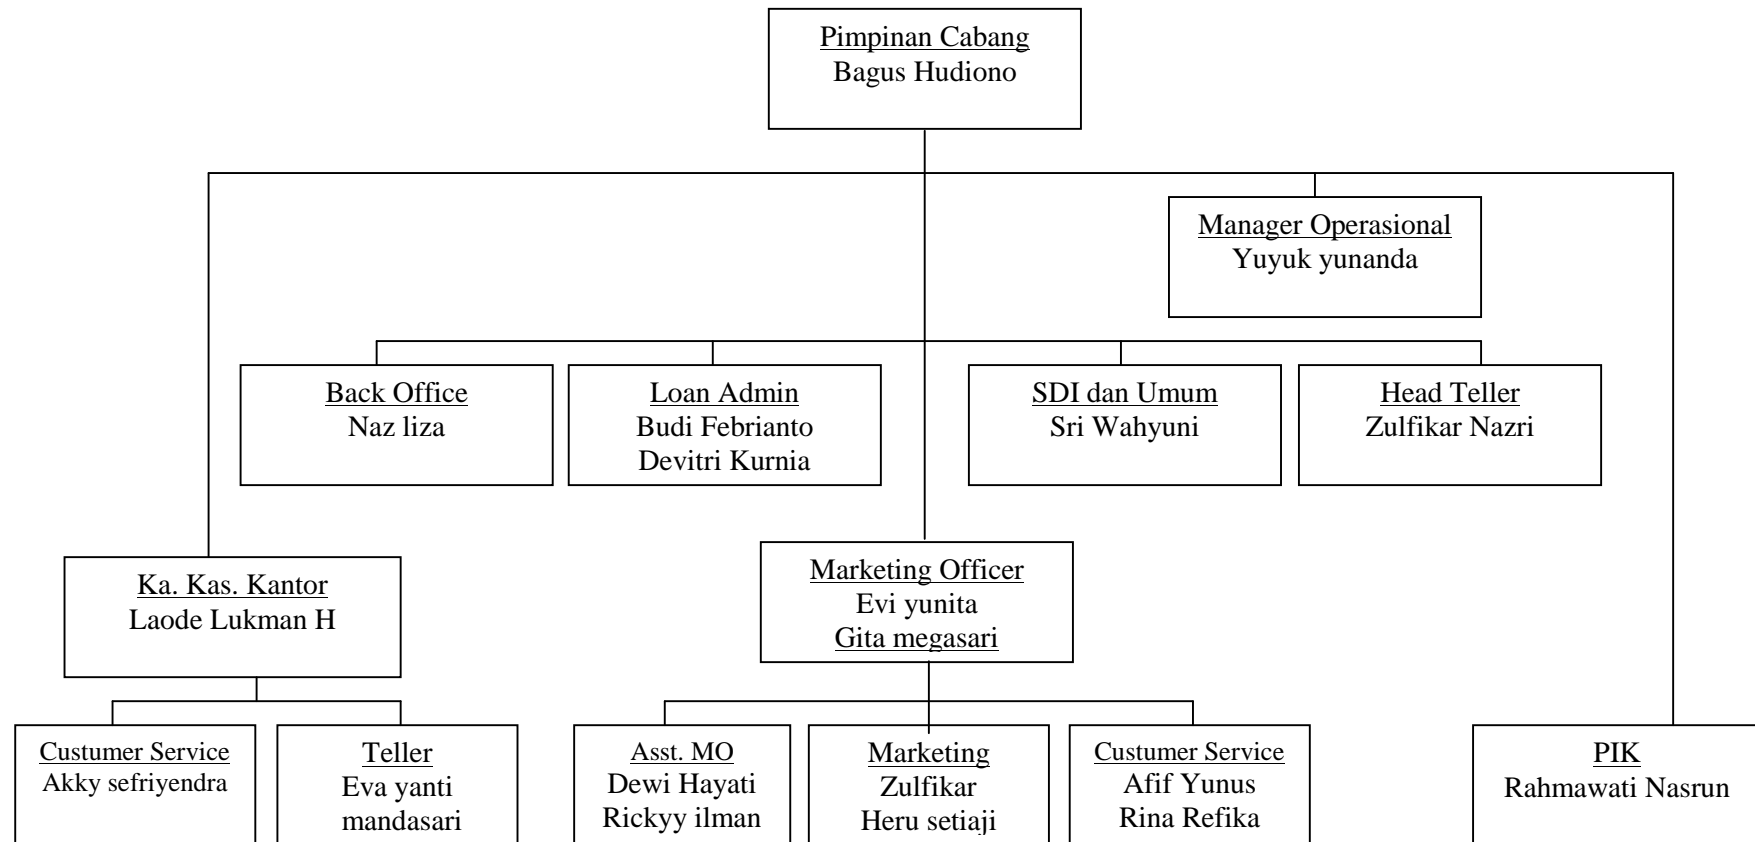 Pimpinan Cabang
Bagus Hudiono
Manager Operasional
Yuyuk yunanda
Back Office
Naz liza
Loan Admin
Budi Febrianto
Devitri Kurnia
SDI dan Umum
Sri Wahyuni
Head Teller
Zulfikar Nazri
Ka. Kas. Kantor
Laode Lukman H
Marketing Officer
Evi yunita
Gita megasari
Custumer Service
Akky sefriyendra
Teller
Eva yanti
mandasari
Asst. MO
Dewi Hayati
Rickyy ilman
Marketing
Zulfikar
Heru setiaji
Custumer Service
Afif Yunus
Rina Refika
PIK
Rahmawati Nasrun